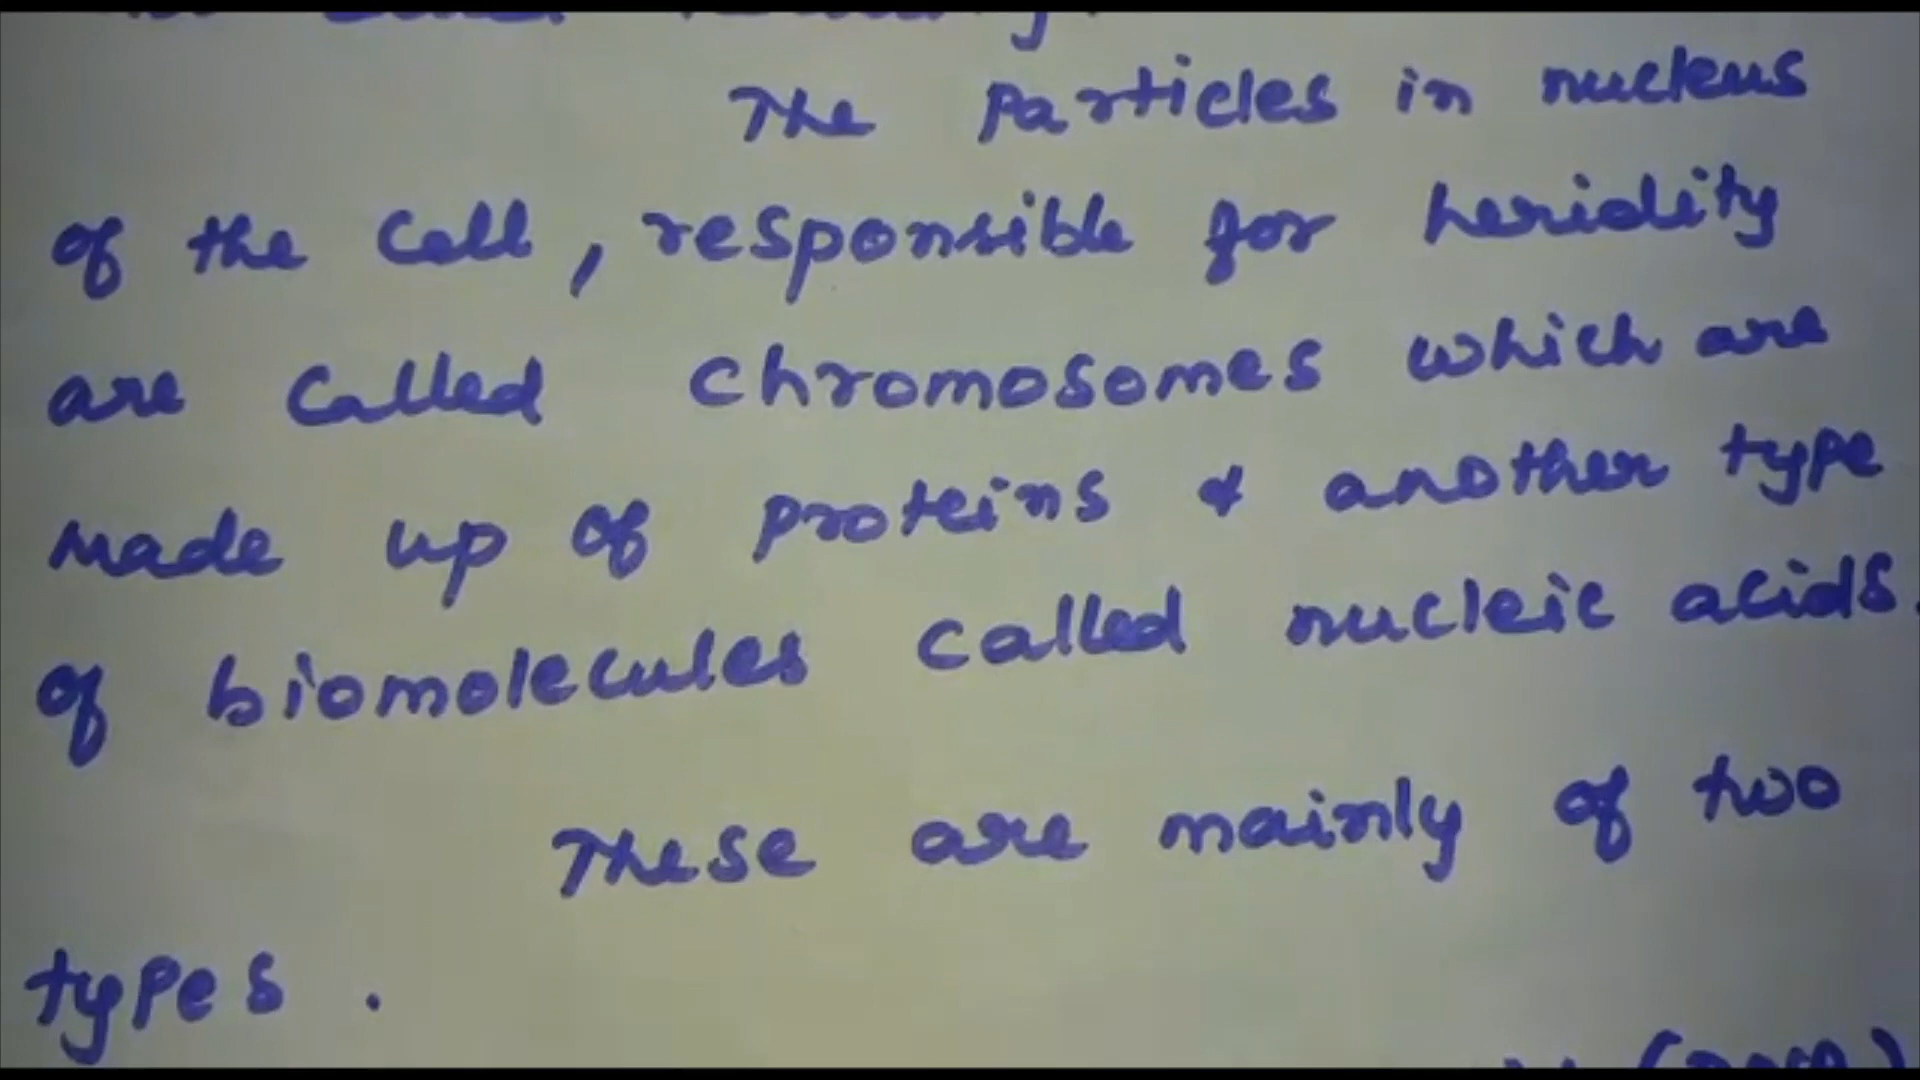 The particles in nucleus
of the cell, responsible for heridity
are called chromosomes which are
made up of proteins & another type
of biomolecules called nucleic acids.
These are mainly of two
types.